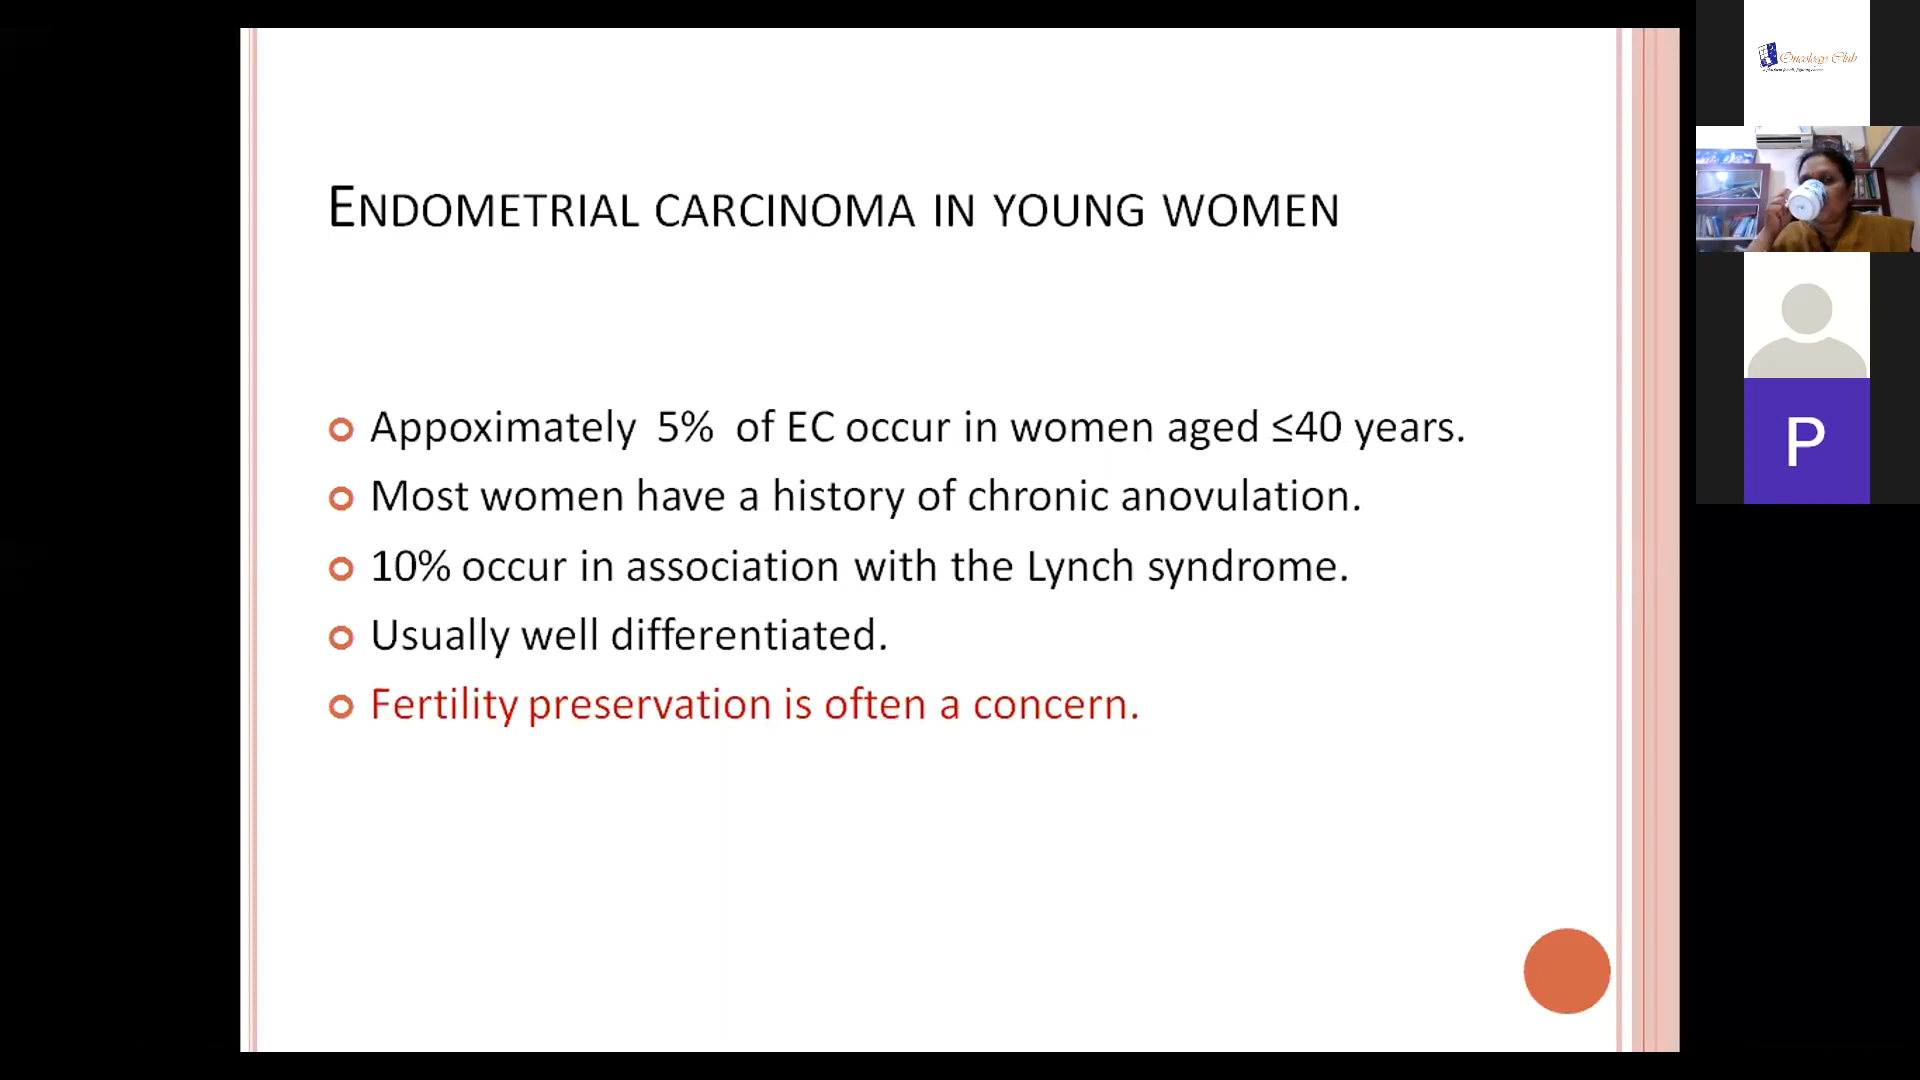 ENDOMETRIAL CARCINOMA IN YOUNG WOMEN
Appoximately 5% of EC occur in women aged ≤40 years.
Most women have a history of chronic anovulation.
10% occur in association with the Lynch syndrome.
Usually well differentiated.
Fertility preservation is often a concern.
Oncology Club
P